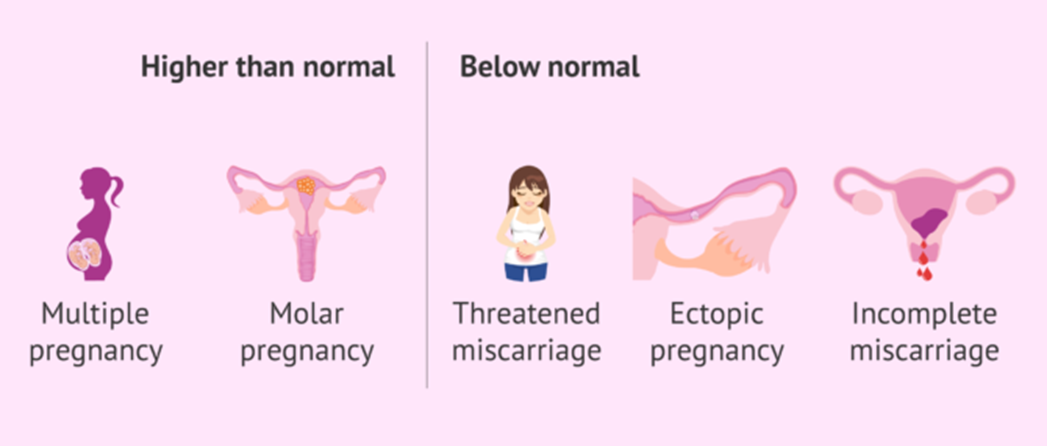 Higher than normal
Below normal
Multiple
pregnancy
Molar
pregnancy
Threatened
miscarriage
Ectopic
pregnancy
Incomplete
miscarriage